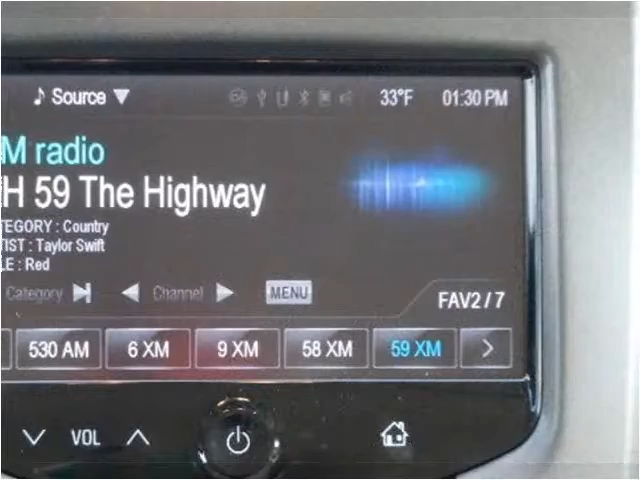 Source 33°F 01:30 PM
M radio
H 59 The Highway
TEGORY : Country
TIST : Taylor Swift
LE : Red
Category Channel MENU
FAV2 / 7
530 AM 6 XM 9 XM 58 XM 59 XM
VOL